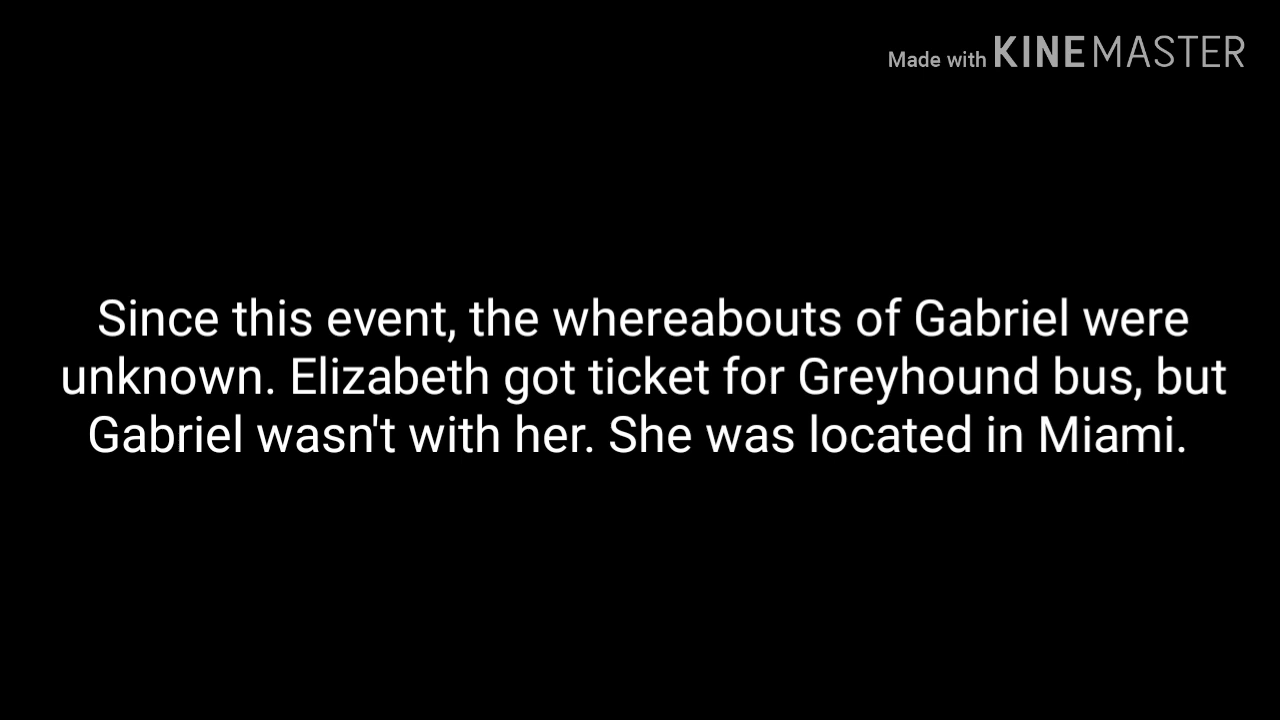 Made with KINEMASTER
Since this event, the whereabouts of Gabriel were
unknown. Elizabeth got ticket for Greyhound bus, but
Gabriel wasn't with her. She was located in Miami.